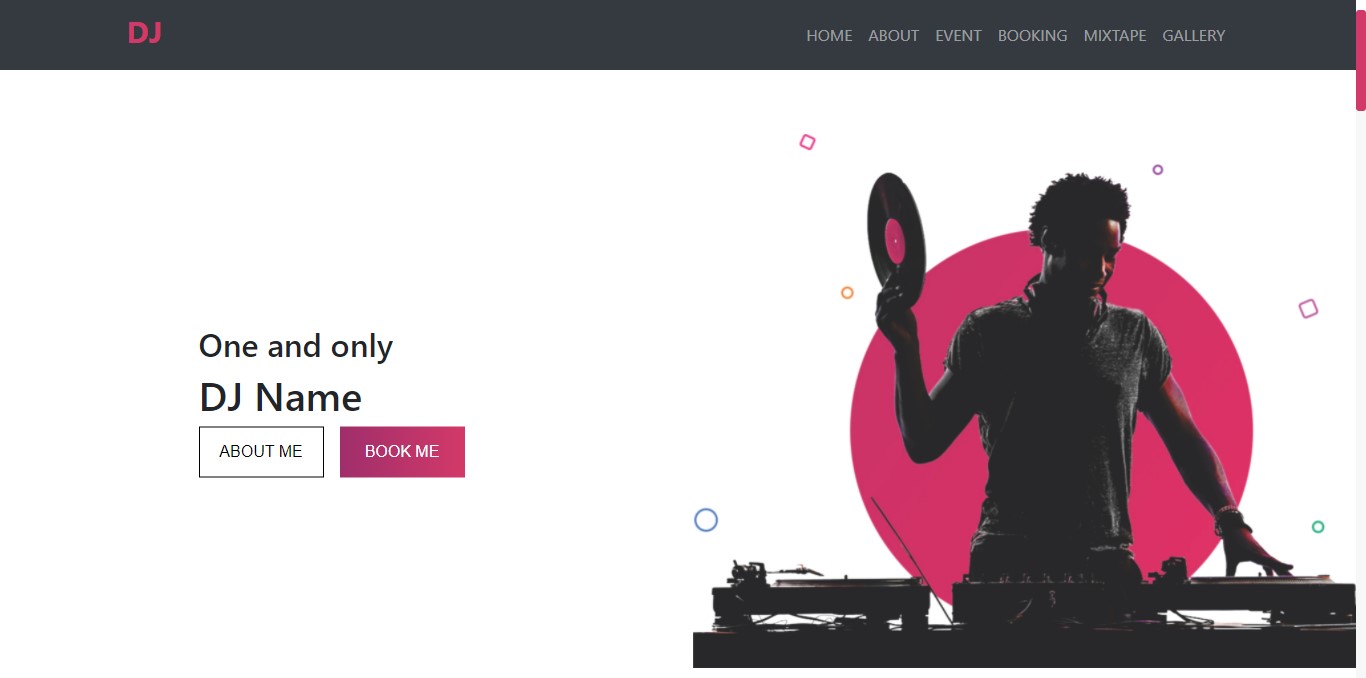 DJ
HOME ABOUT EVENT BOOKING MIXTAPE GALLERY
One and only
DJ Name
ABOUT ME BOOK ME